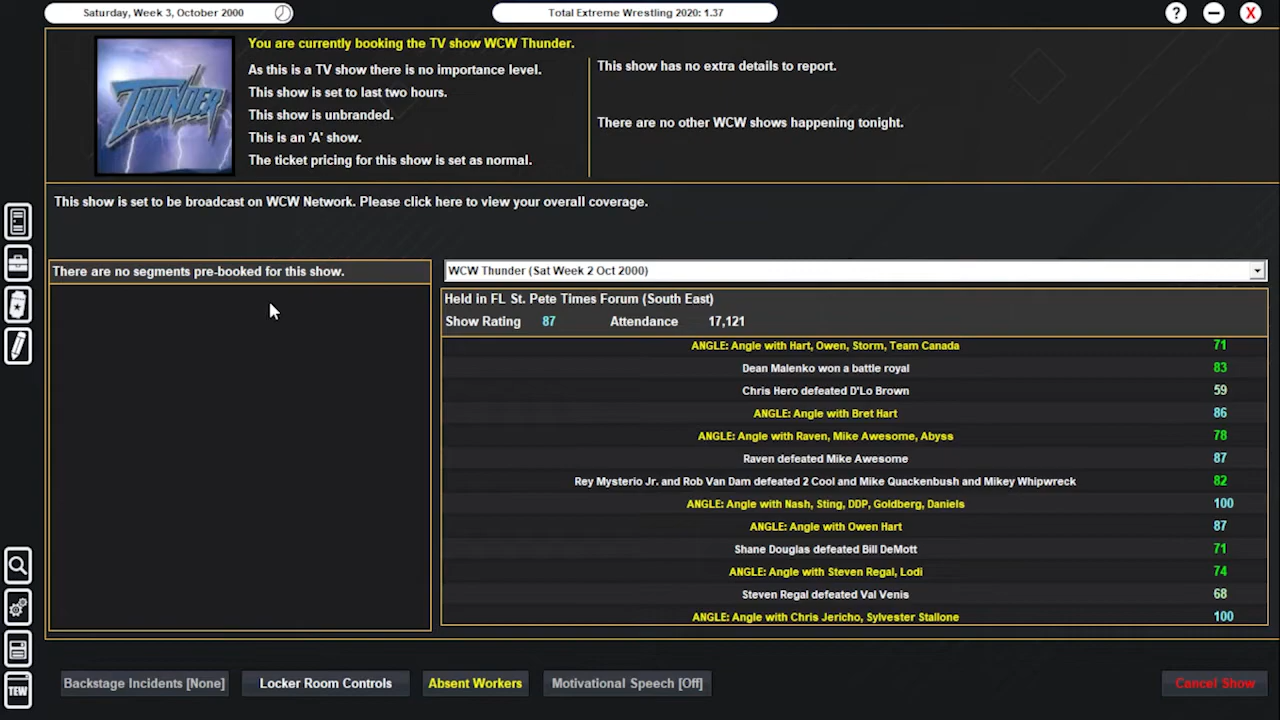 Saturday, Week 3, October 2000
Total Extreme Wrestling 2020: 1.37
?
X
THUNDER
You are currently booking the TV show WCW Thunder.
As this is a TV show there is no importance level.
This show is set to last two hours.
This show is unbranded.
This is an 'A' show.
The ticket pricing for this show is set as normal.
This show has no extra details to report.
There are no other WCW shows happening tonight.
This show is set to be broadcast on WCW Network. Please click here to view your overall coverage.
There are no segments pre-booked for this show.
WCW Thunder (Sat Week 2 Oct 2000)
Held in FL St. Pete Times Forum (South East)
Show Rating 87 Attendance 17,121
ANGLE: Angle with Hart, Owen, Storm, Team Canada 71
Dean Malenko won a battle royal 83
Chris Hero defeated D'Lo Brown 59
ANGLE: Angle with Bret Hart 86
ANGLE: Angle with Raven, Mike Awesome, Abyss 78
Raven defeated Mike Awesome 87
Rey Mysterio Jr. and Rob Van Dam defeated 2 Cool and Mike Quackenbush and Mikey Whipwreck 82
ANGLE: Angle with Nash, Sting, DDP, Goldberg, Daniels 100
ANGLE: Angle with Owen Hart 87
Shane Douglas defeated Bill DeMott 71
ANGLE: Angle with Steven Regal, Lodi 74
Steven Regal defeated Val Venis 68
ANGLE: Angle with Chris Jericho, Sylvester Stallone 100
TEW
Backstage Incidents [None]
Locker Room Controls
Absent Workers
Motivational Speech [Off]
Cancel Show